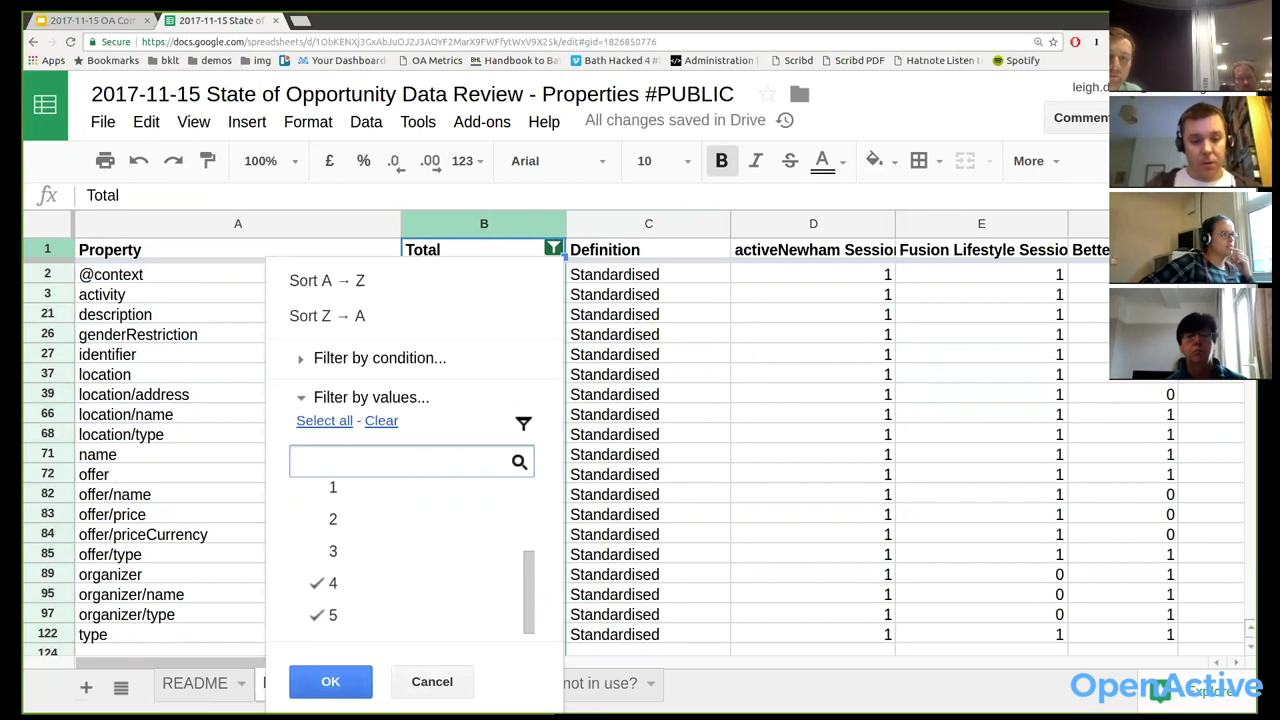 2017-11-15 OA Com × 2017-11-15 State of ×
Secure https://docs.google.com/spreadsheets/d/1ObKENXj3GxAbJuOJ2J3AOYF2MarX9FWFfytWxV9X25k/edit#gid=1826850776
Apps Bookmarks bklt demos img Your Dashboard OA Metrics Handbook to Ba Bath Hacked 4 # Administration Scribd Scribd PDF Hatnote Listen t Spotify
2017-11-15 State of Opportunity Data Review - Properties #PUBLIC
leigh.d
File Edit View Insert Format Data Tools Add-ons Help All changes saved in Drive
Comme
100% £ % .0 .00 123 Arial 10 B I S A More
fx Total
A B C D E
1 Property Total Definition activeNewham Session Fusion Lifestyle Sessio Bette
2 @context Standardised 1 1
3 activity Standardised 1 1
21 description Standardised 1 1
26 genderRestriction Standardised 1 1
27 identifier Standardised 1 1
37 location Standardised 1 1
39 location/address Standardised 1 1 0
66 location/name Standardised 1 1 1
68 location/type Standardised 1 1 1
71 name Standardised 1 1 1
72 offer Standardised 1 1 1
82 offer/name Standardised 1 1 0
83 offer/price Standardised 1 1 0
84 offer/priceCurrency Standardised 1 1 0
85 offer/type Standardised 1 1 1
89 organizer Standardised 1 0 1
95 organizer/name Standardised 1 0 1
97 organizer/type Standardised 1 0 1
122 type Standardised 1 1 1
124
Sort A → Z
Sort Z → A
Filter by condition...
Filter by values...
Select all - Clear
1
2
3
4
5
OK Cancel
README not in use?
Explore
OpenActive